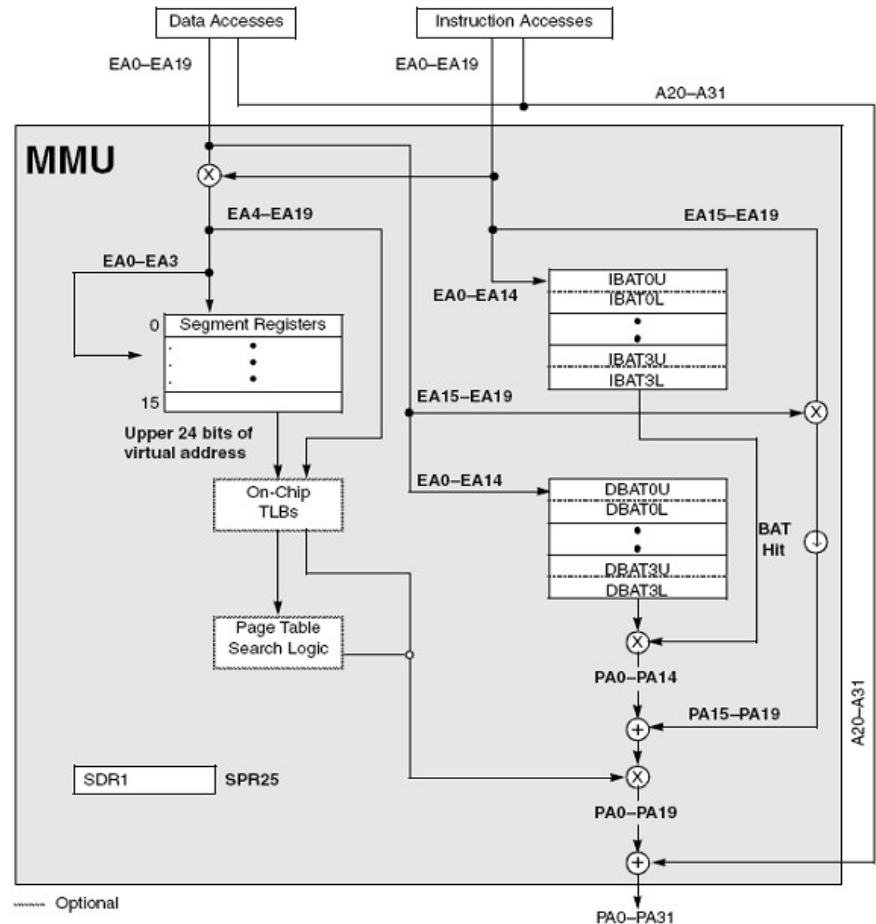 Data Accesses
Instruction Accesses
EA0–EA19
EA0–EA19
A20–A31
MMU
X
EA4–EA19
EA15–EA19
EA0–EA3
EA0–EA14
IBAT0U
IBAT0L
IBAT3U
IBAT3L
0
Segment Registers
15
EA15–EA19
X
Upper 24 bits of
virtual address
EA0–EA14
On-Chip
TLBs
DBAT0U
DBAT0L
DBAT3U
DBAT3L
BAT
Hit
Page Table
Search Logic
X
PA0–PA14
PA15–PA19
A20–A31
+
SDR1
SPR25
X
PA0–PA19
+
Optional
PA0–PA31